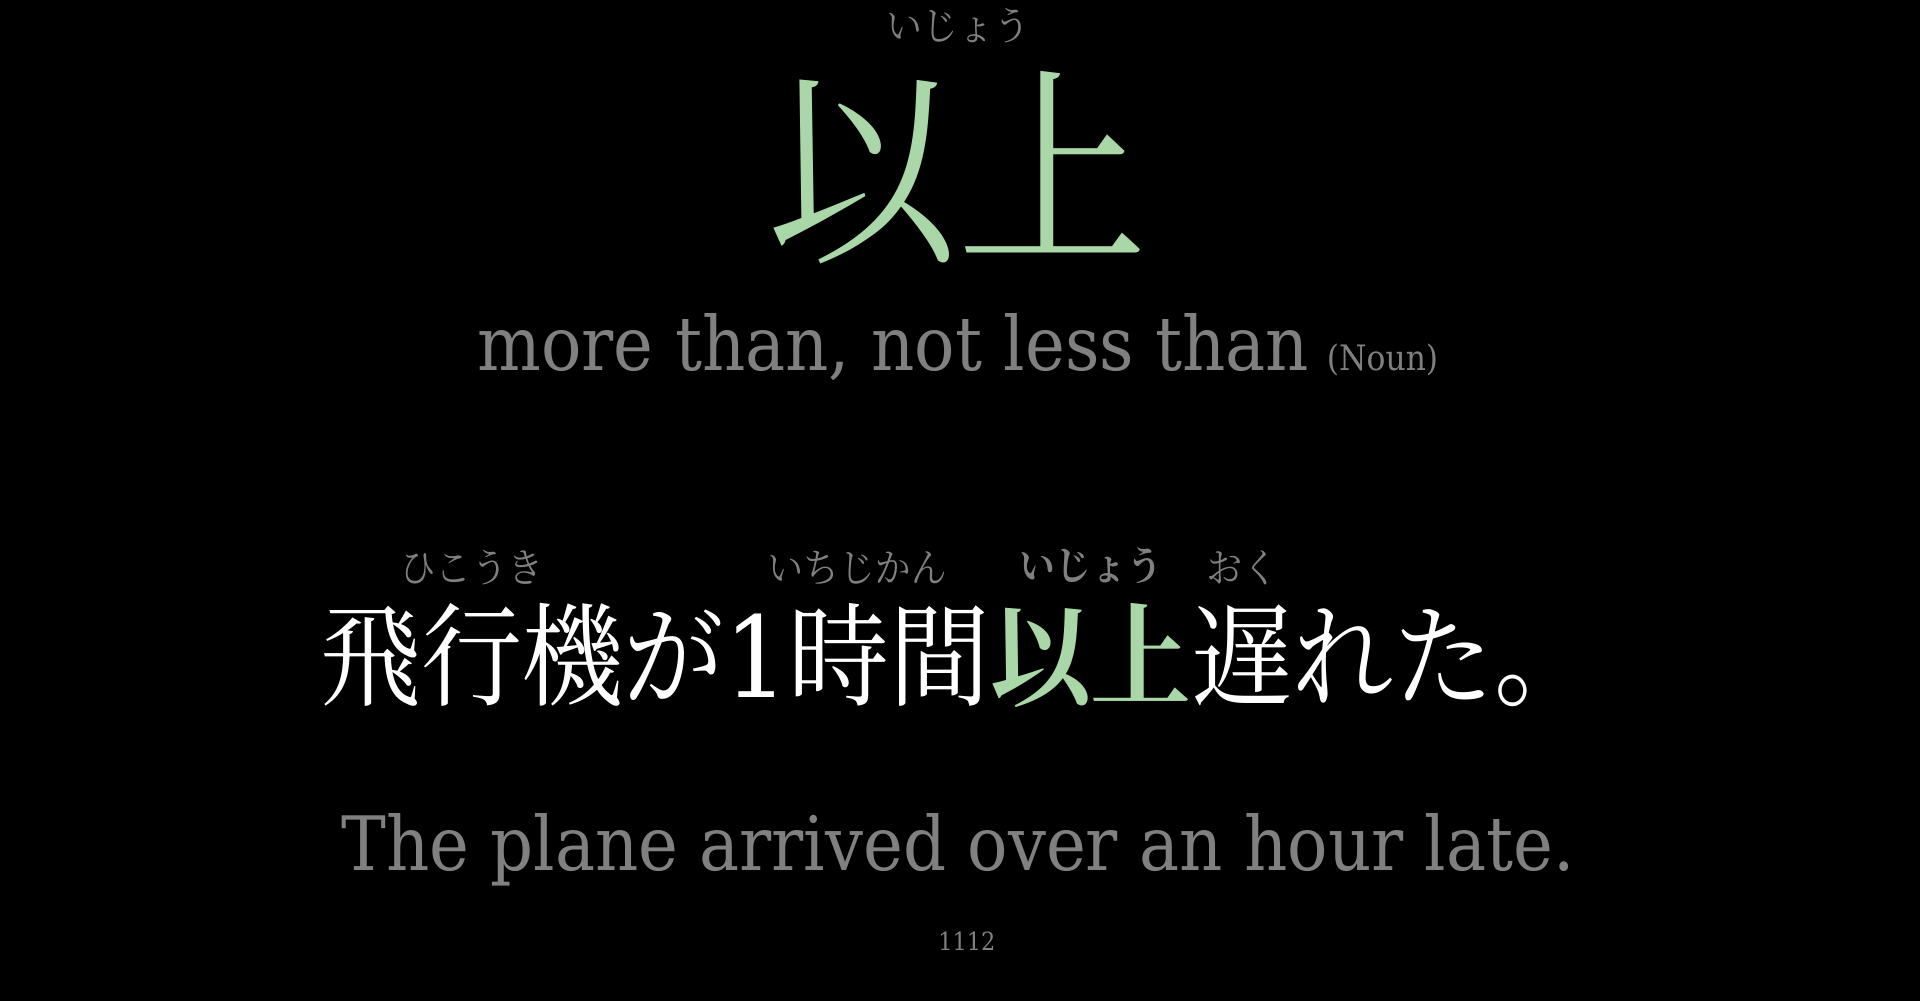 いじょう
以上
more than, not less than (Noun)
ひこうき いちじかん いじょう おく
飛行機が1時間以上遅れた。
The plane arrived over an hour late.
1112